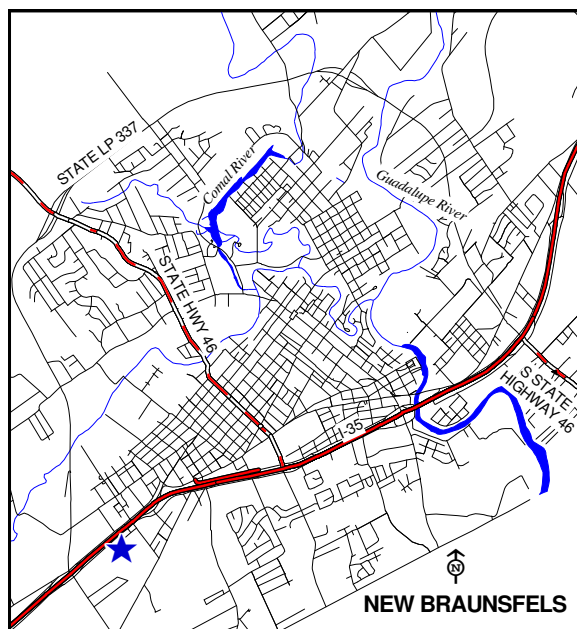 STATE LP 337
Comal River
Guadalupe River
STATE HWY 46
S STATE
HIGHWAY 46
I-35
N
NEW BRAUNSFELS